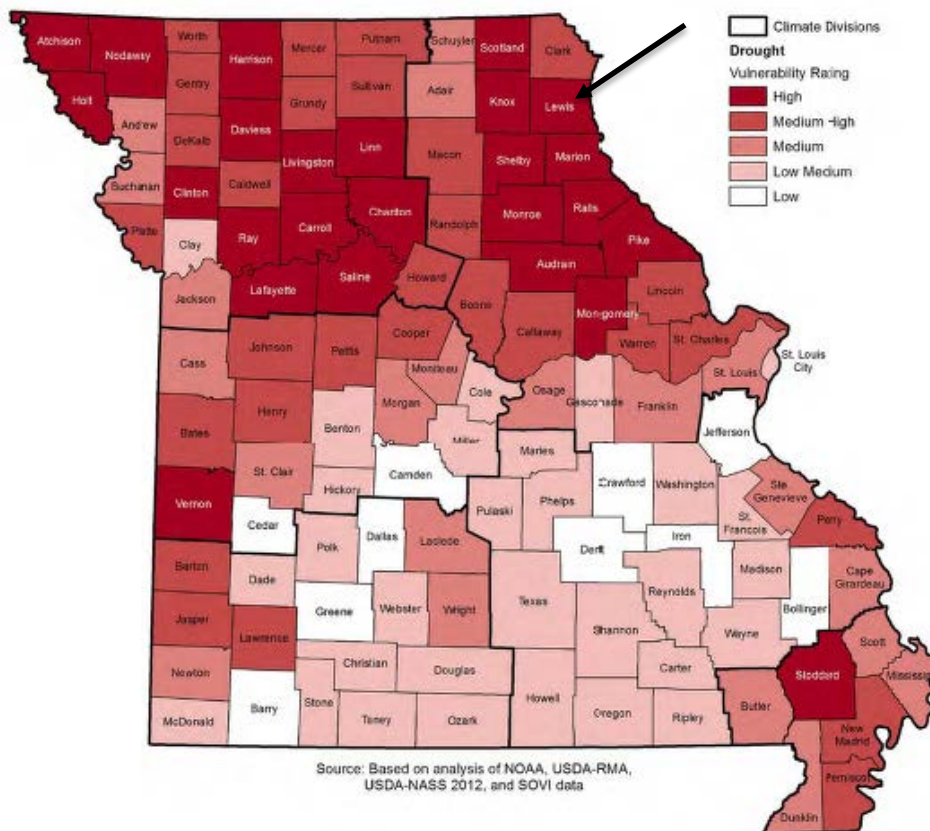 Climate Divisions
Drought
Vulnerability Rating
High
Medium High
Medium
Low Medium
Low
Atchison
Nodaway
Worth
Harrison
Mercer
Putnam
Schuyler
Scotland
Clark
Holt
Gentry
Grundy
Sullivan
Adair
Knox
Lewis
Andrew
DeKalb
Daviess
Livingston
Linn
Macon
Shelby
Marion
Buchanan
Clinton
Caldwell
Chariton
Randolph
Monroe
Ralls
Platte
Clay
Ray
Carroll
Pike
Audrain
Jackson
Lafayette
Saline
Howard
Boone
Callaway
Montgomery
Lincoln
Warren
St. Charles
St. Louis
City
St. Louis
Cass
Johnson
Pettis
Cooper
Moniteau
Cole
Osage
Gasconade
Franklin
Jefferson
Bates
Henry
Benton
Morgan
Miller
Maries
St. Clair
Hickory
Camden
Pulaski
Phelps
Crawford
Washington
St.
Francois
Ste
Genevieve
Perry
Vernon
Cedar
Polk
Dallas
Laclede
Dent
Iron
Madison
Cape
Girardeau
Bollinger
Barton
Dade
Greene
Webster
Wright
Texas
Reynolds
Shannon
Wayne
Jasper
Lawrence
Christian
Douglas
Carter
Stoddard
Scott
Mississip
Newton
Stone
Howell
Oregon
Ripley
Butler
New
Madrid
McDonald
Barry
Taney
Ozark
Pemiscot
Dunklin
Source: Based on analysis of NOAA, USDA-RMA,
USDA-NASS 2012, and SOVI data